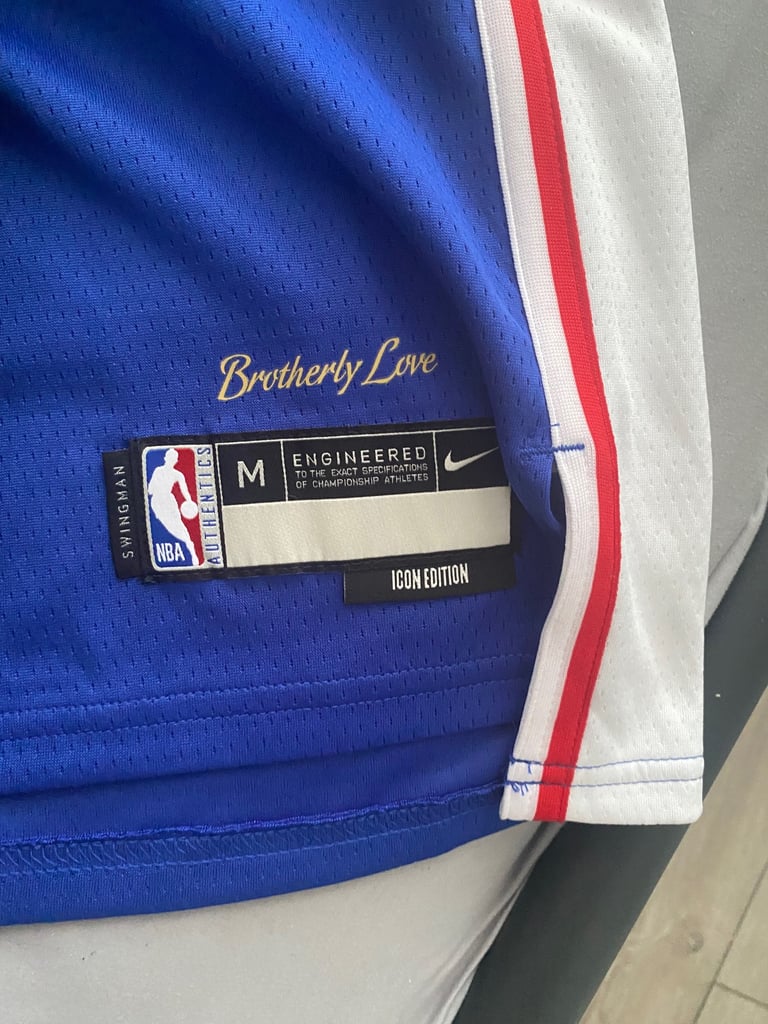 Brotherly Love
SWINGMAN
NBA
AUTHENTICS
M
ENGINEERED
TO THE EXACT SPECIFICATIONS
OF CHAMPIONSHIP ATHLETES
ICON EDITION